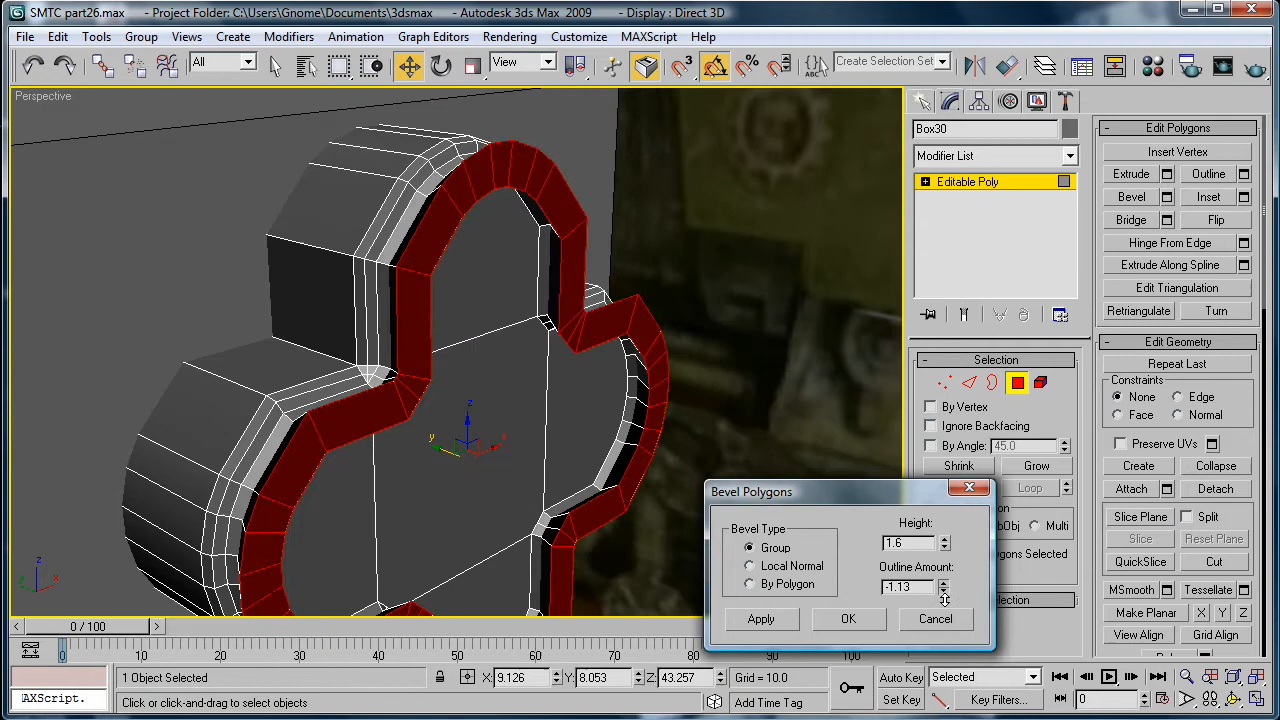 SMTC part26.max - Project Folder: C:\Users\Gnome\Documents\3dsmax - Autodesk 3ds Max 2009 - Display : Direct 3D
File Edit Tools Group Views Create Modifiers Animation Graph Editors Rendering Customize MAXScript Help
All View Create Selection Set
Perspective
Box30
Modifier List
Editable Poly
Edit Polygons
Insert Vertex
Extrude Outline
Bevel Inset
Bridge Flip
Hinge From Edge
Extrude Along Spline
Edit Triangulation
Retriangulate Turn
Selection
By Vertex
Ignore Backfacing
By Angle: 45.0
Shrink Grow
Loop
bObj Multi
ygons Selected
election
Edit Geometry
Repeat Last
Constraints
None Edge
Face Normal
Preserve UVs
Create Collapse
Attach Detach
Slice Plane Split
Slice Reset Plane
QuickSlice Cut
MSmooth Tessellate
Make Planar X Y Z
View Align Grid Align
Bevel Polygons
Bevel Type
Group
Local Normal
By Polygon
Height:
1.6
Outline Amount:
-1.13
Apply OK Cancel
z y x
z x
0 / 100
0 10 20 30 40 50 60 70 80 90 100
1 Object Selected X: 9.126 Y: 8.053 Z: 43.257 Grid = 10.0 Auto Key Selected
AXScript. Click or click-and-drag to select objects Add Time Tag Set Key Key Filters... 0